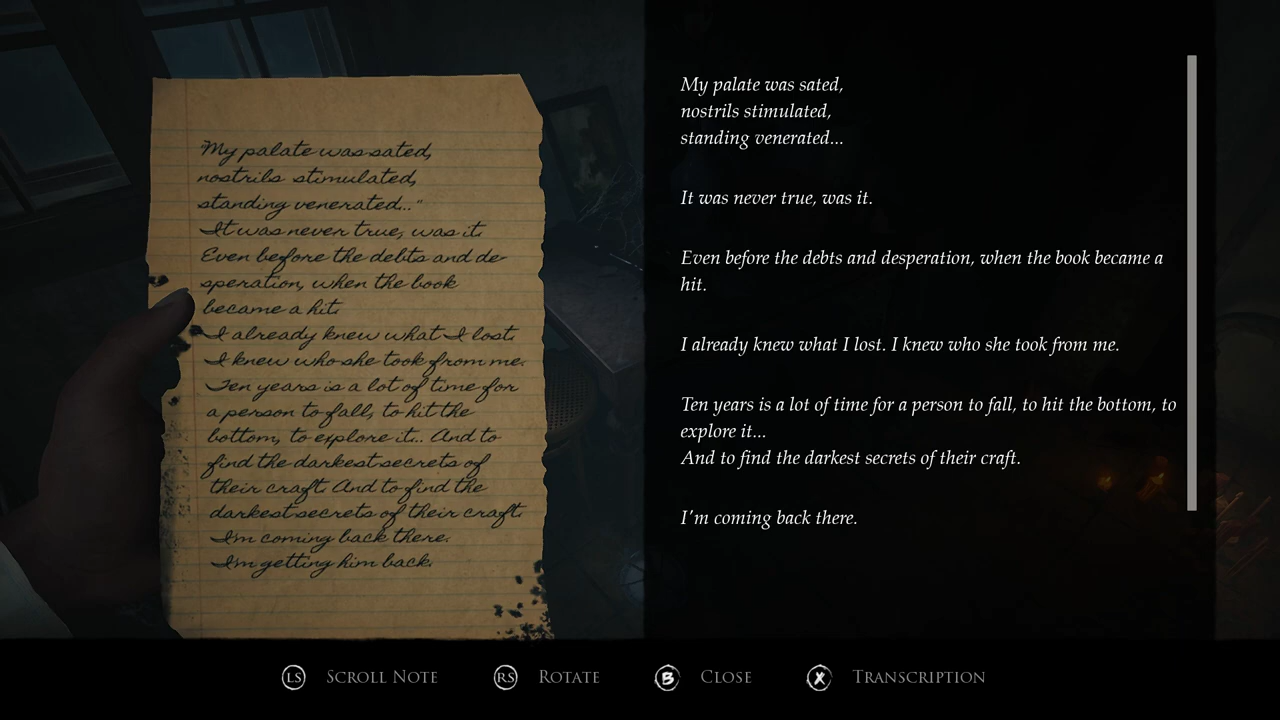 "My palate was sated,
nostrils stimulated,
standing venerated..."
It was never true, was it.
Even before the debts and de-
speration, when the book
became a hit.
I already knew what I lost.
I knew who she took from me.
Ten years is a lot of time for
a person to fall, to hit the
bottom, to explore it... And to
find the darkest secrets of
their craft. And to find the
darkest secrets of their craft.
I'm coming back there.
I'm getting him back.
My palate was sated,
nostrils stimulated,
standing venerated...
It was never true, was it.
Even before the debts and desperation, when the book became a
hit.
I already knew what I lost. I knew who she took from me.
Ten years is a lot of time for a person to fall, to hit the bottom, to
explore it...
And to find the darkest secrets of their craft.
I'm coming back there.
LS SCROLL NOTE RS ROTATE B CLOSE X TRANSCRIPTION